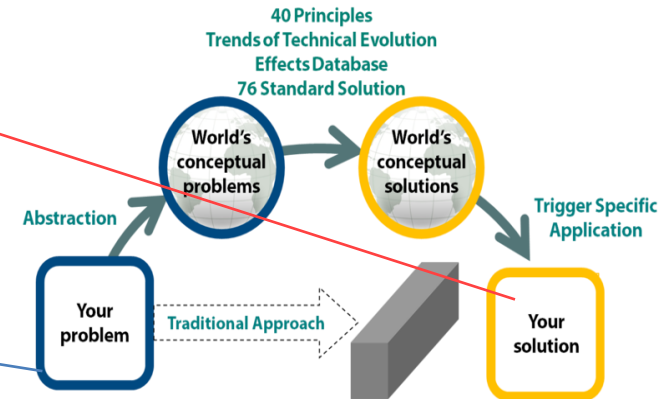 40 Principles
Trends of Technical Evolution
Effects Database
76 Standard Solution
World's
conceptual
problems
World's
conceptual
solutions
Abstraction
Trigger Specific
Application
Your
problem
Traditional Approach
Your
solution